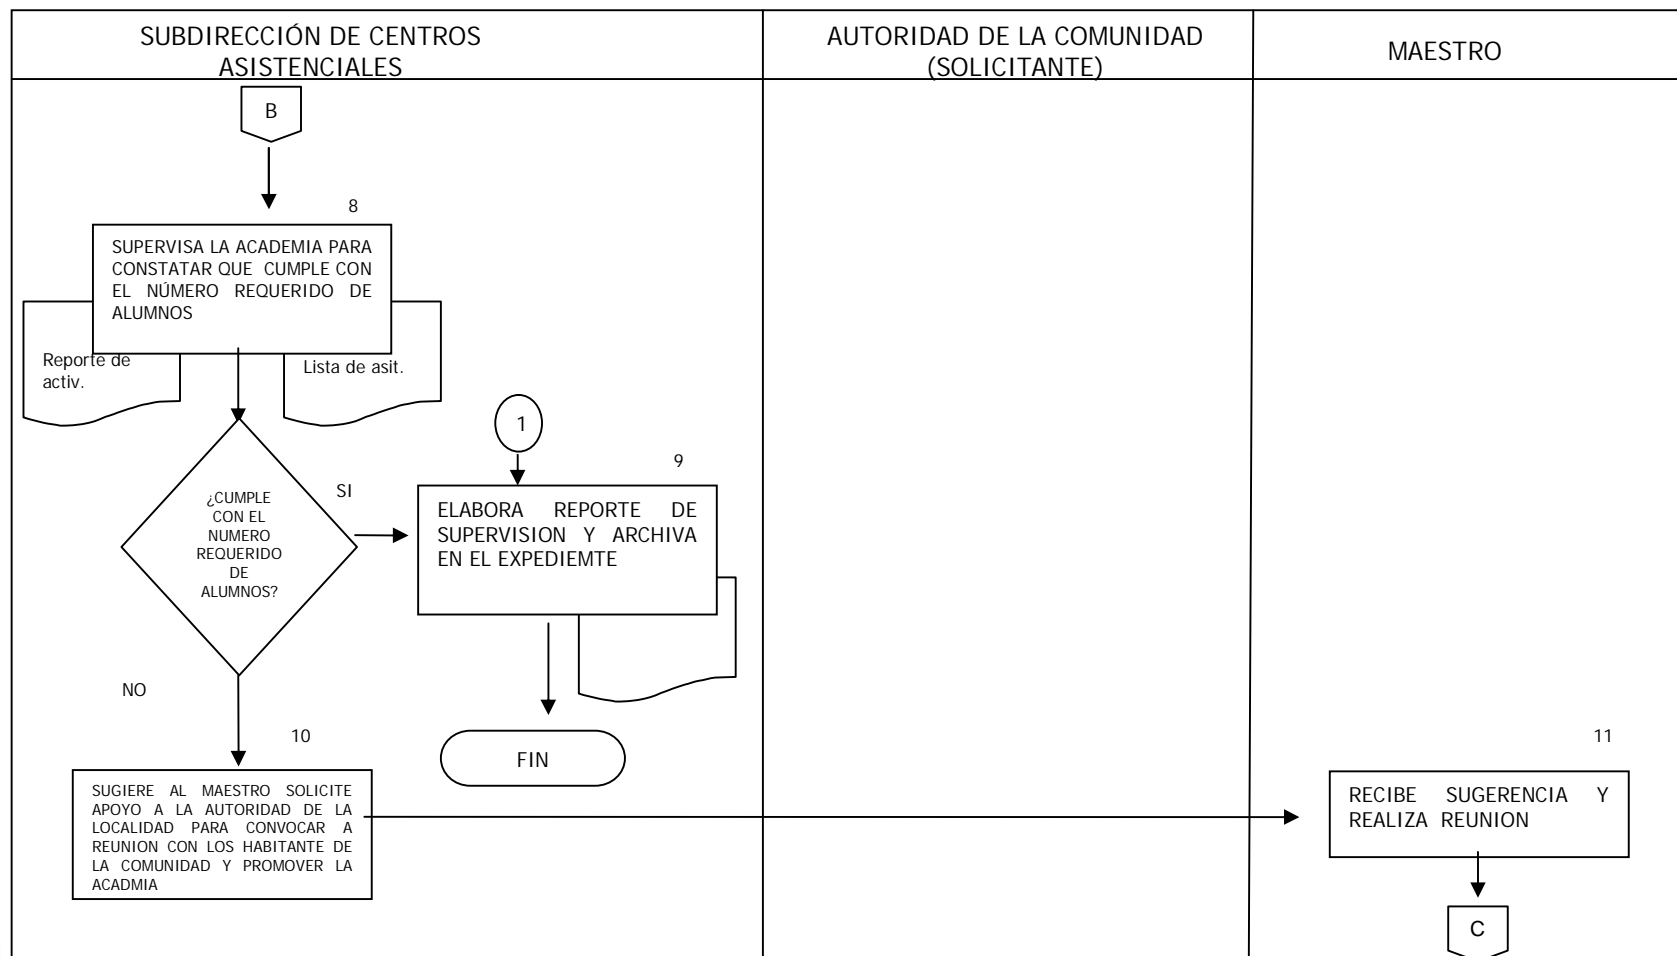 SUBDIRECCIÓN DE CENTROS
ASISTENCIALES
AUTORIDAD DE LA COMUNIDAD
(SOLICITANTE)
MAESTRO
B
8
SUPERVISA LA ACADEMIA PARA
CONSTATAR QUE CUMPLE CON
EL NÚMERO REQUERIDO DE
ALUMNOS
Reporte de
activ.
Lista de asit.
1
9
¿CUMPLE
CON EL
NUMERO
REQUERIDO
DE
ALUMNOS?
SI
ELABORA REPORTE DE
SUPERVISION Y ARCHIVA
EN EL EXPEDIEMTE
NO
10
FIN
11
SUGIERE AL MAESTRO SOLICITE
APOYO A LA AUTORIDAD DE LA
LOCALIDAD PARA CONVOCAR A
REUNION CON LOS HABITANTE DE
LA COMUNIDAD Y PROMOVER LA
ACADMIA
RECIBE SUGERENCIA Y
REALIZA REUNION
C